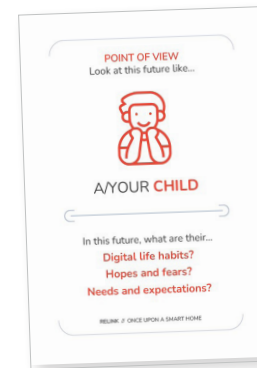 POINT OF VIEW
Look at this future like...
A/YOUR CHILD
In this future, what are their...
Digital life habits?
Hopes and fears?
Needs and expectations?
RELINK // ONCE UPON A SMART HOME